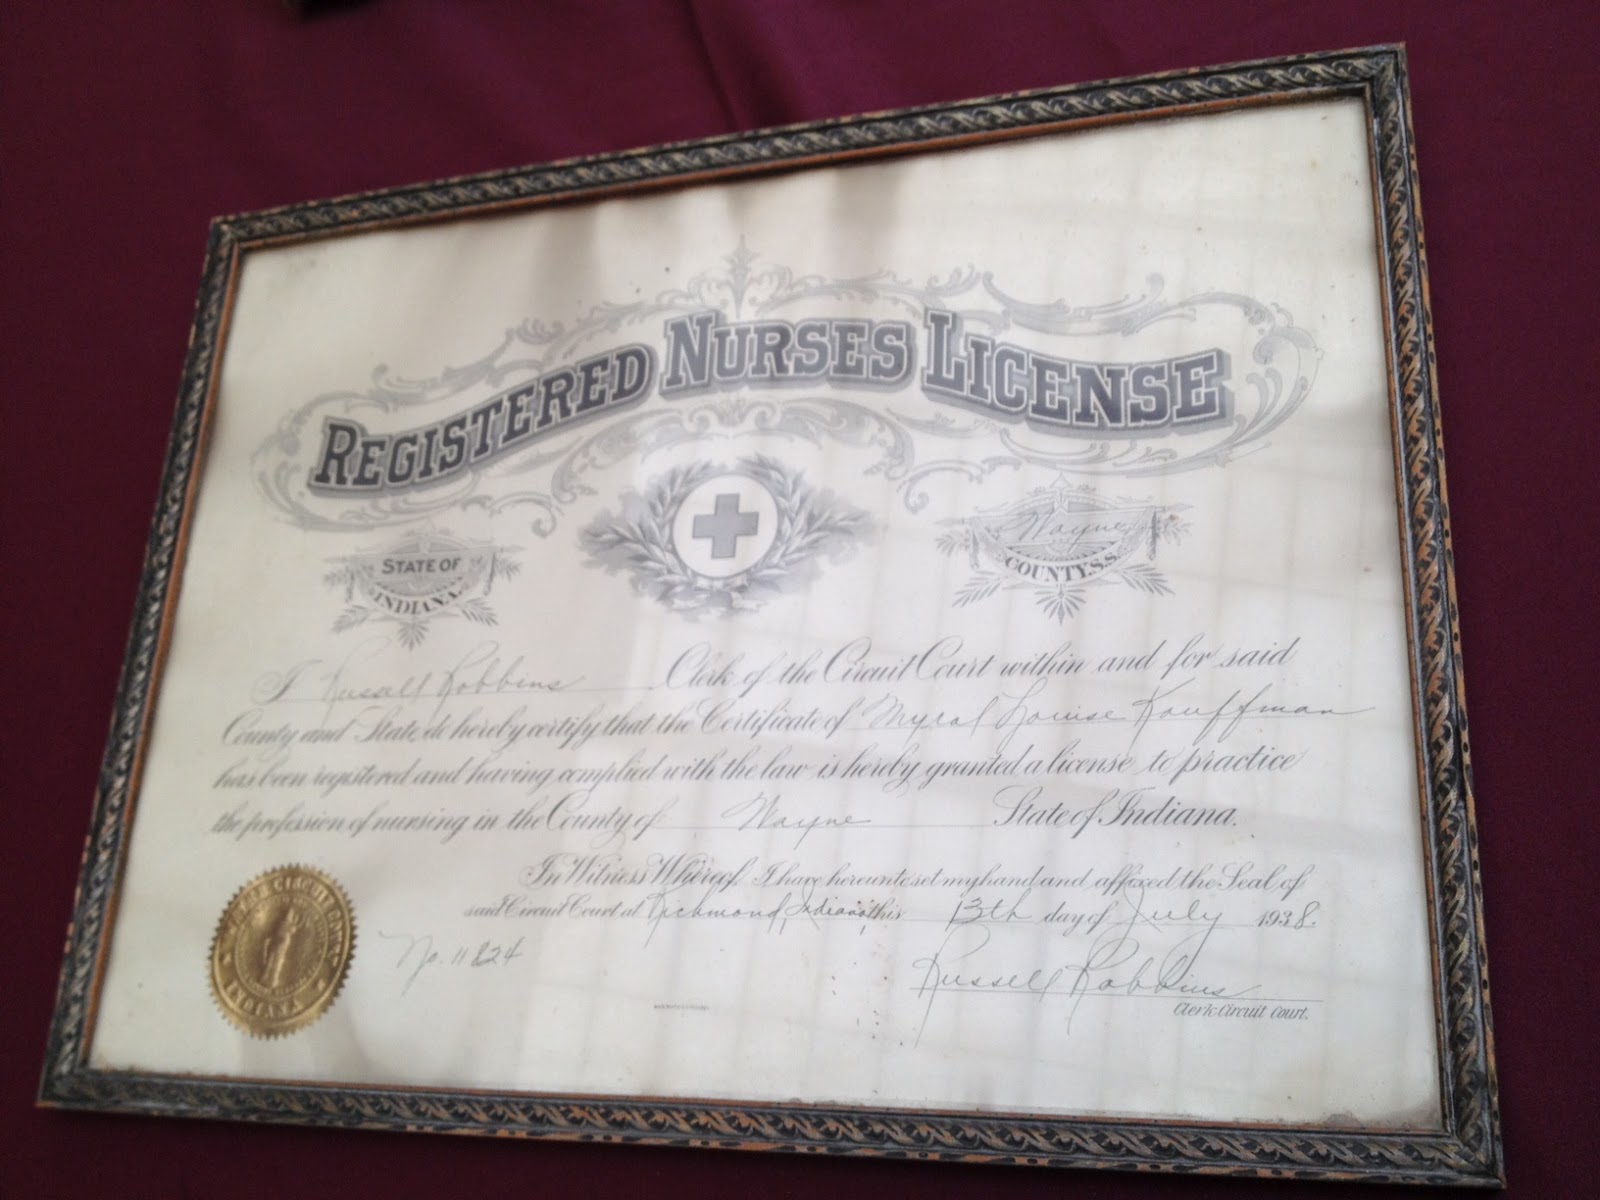 REGISTERED NURSES LICENSE
STATE OF
INDIANA.
Wayne
COUNTY S.S.
I Russell Robbins Clerk of the Circuit Court within and for said
County and State, do hereby certify that the Certificate of Myral Louise Kauffman
has been registered and having complied with the law is hereby granted a license to practice
the profession of nursing in the County of Wayne State of Indiana.
In Witness Whereof, I have hereunto set my hand and affixed the Seal of
said Circuit Court at Richmond, Indiana this 13th day of July 1938.
No. 11824
Russell Robbins
Clerk Circuit Court.
WAYNE CIRCUIT COURT
INDIANA